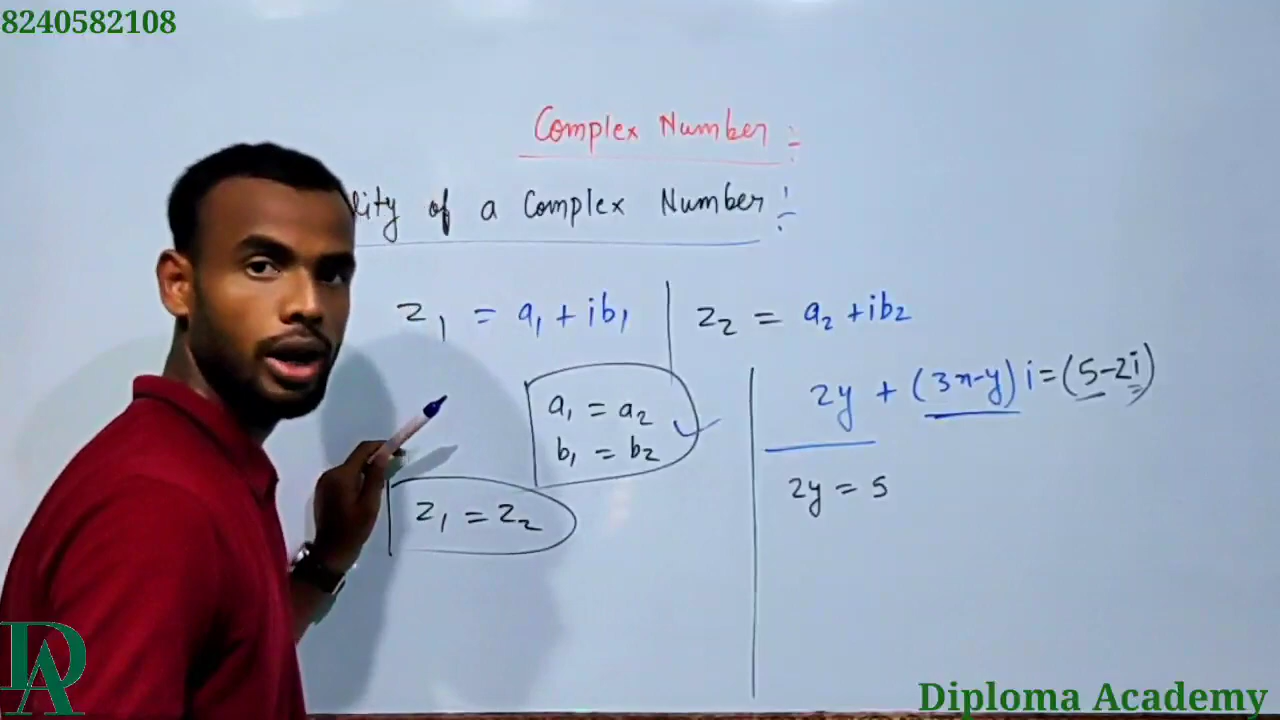 8240582108
Complex Number :-
of a Complex Number :-
z₁ = a₁ + ib₁
z₂ = a₂ + ib₂
2y + (3x-y) i = (5-2i)
a₁ = a₂
b₁ = b₂
2y = 5
z₁ = z₂
DA
Diploma Academy